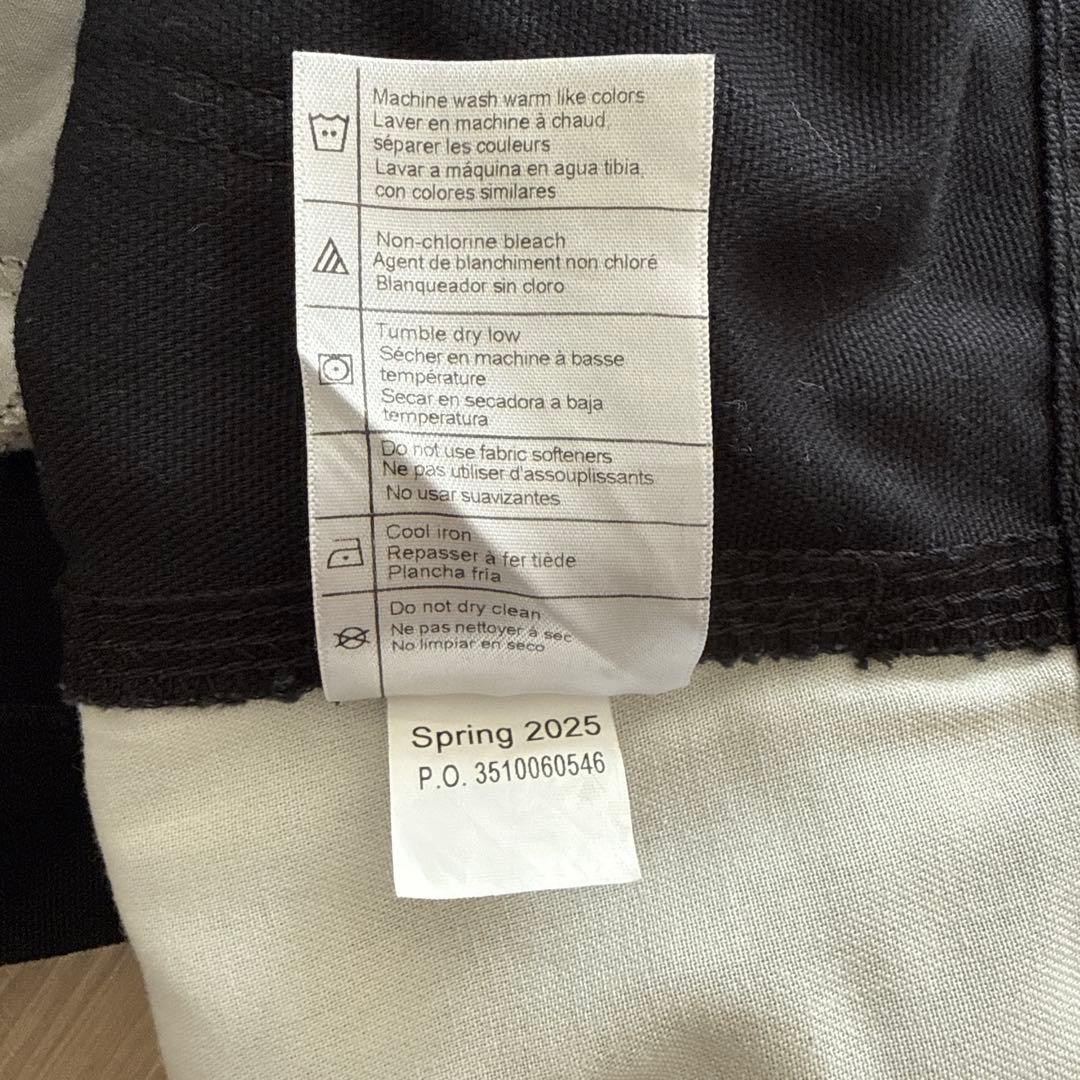 Machine wash warm like colors
Laver en machine à chaud,
séparer les couleurs
Lavar a máquina en agua tibia,
con colores similares
Non-chlorine bleach
Agent de blanchiment non chloré
Blanqueador sin cloro
Tumble dry low
Sécher en machine à basse
température
Secar en secadora a baja
temperatura
Do not use fabric softeners
Ne pas utiliser d'assouplissants
No usar suavizantes
Cool iron
Repasser à fer tiède
Plancha fría
Do not dry clean
Ne pas nettoyer à sec
No limpiar en seco
Spring 2025
P.O. 3510060546